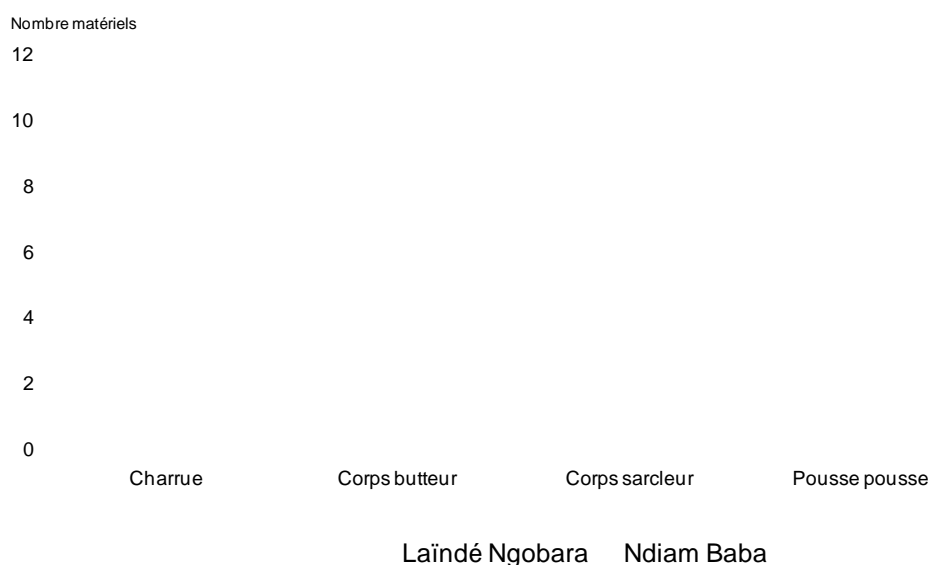 Nombre matériels
12
10
8
6
4
2
0
Charrue Corps butteur Corps sarcleur Pousse pousse
Laïndé Ngobara Ndiam Baba